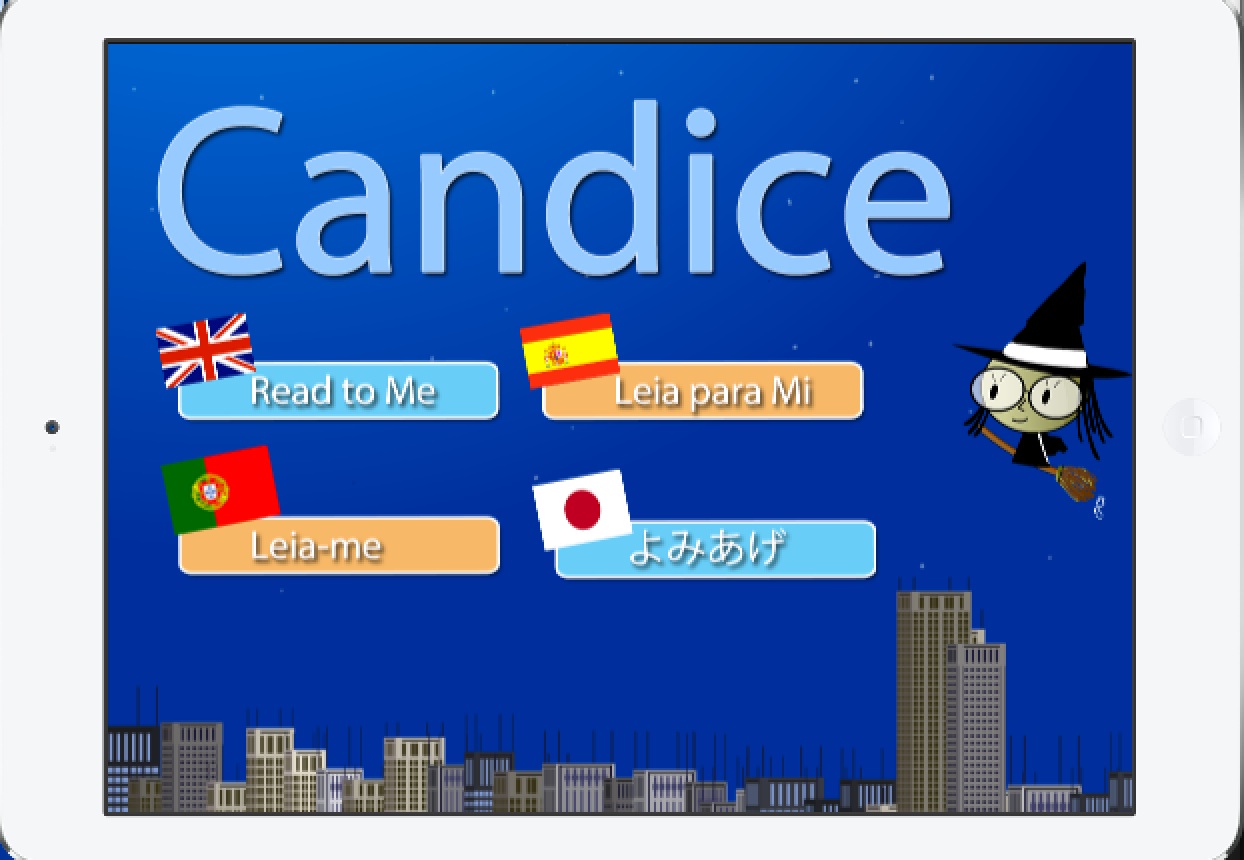 Candice
Read to Me
Leia para Mi
Leia-me
よみあげ